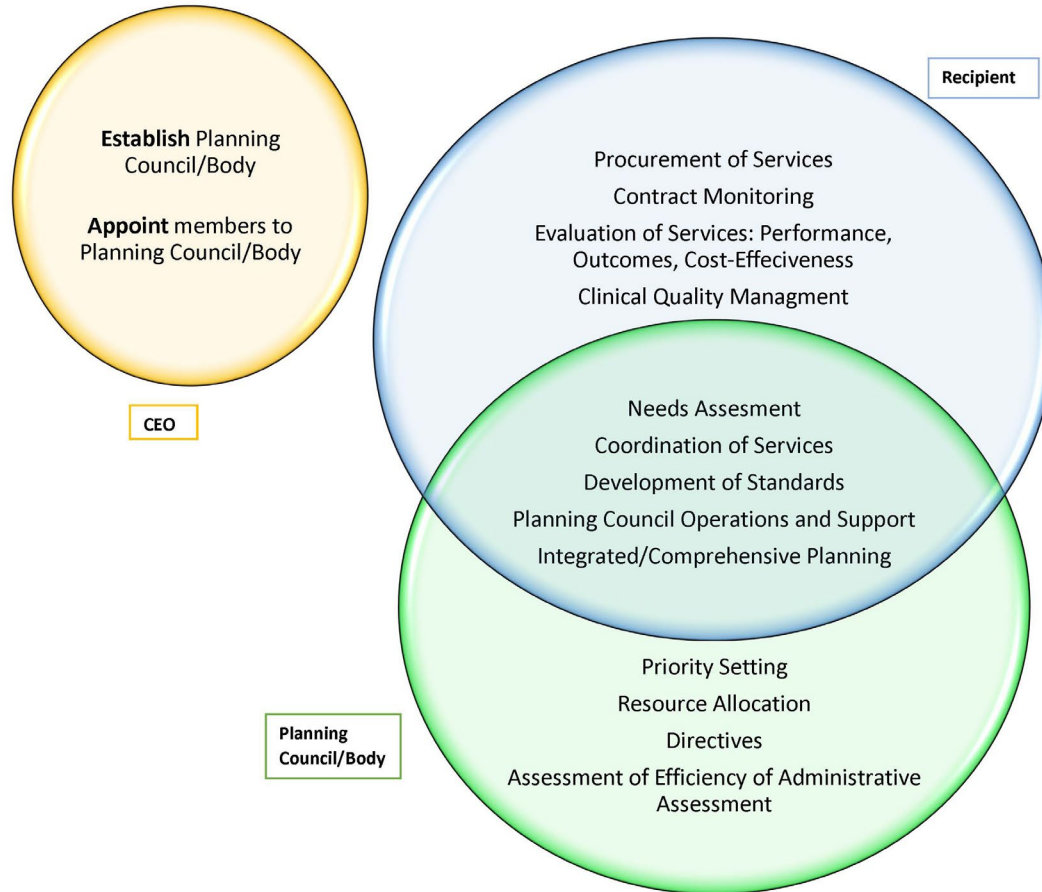 Establish Planning
Council/Body
Appoint members to
Planning Council/Body
CEO
Recipient
Procurement of Services
Contract Monitoring
Evaluation of Services: Performance,
Outcomes, Cost-Effeciveness
Clinical Quality Managment
Needs Assesment
Coordination of Services
Development of Standards
Planning Council Operations and Support
Integrated/Comprehensive Planning
Priority Setting
Resource Allocation
Directives
Assessment of Efficiency of Administrative
Assessment
Planning
Council/Body